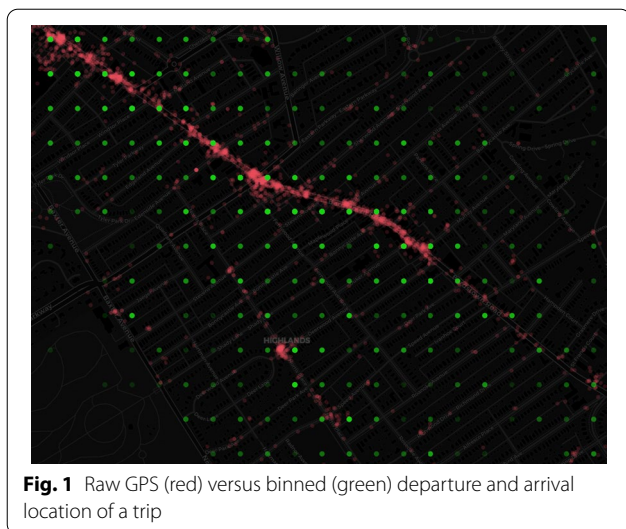 HIGHLANDS
Fig. 1 Raw GPS (red) versus binned (green) departure and arrival
location of a trip